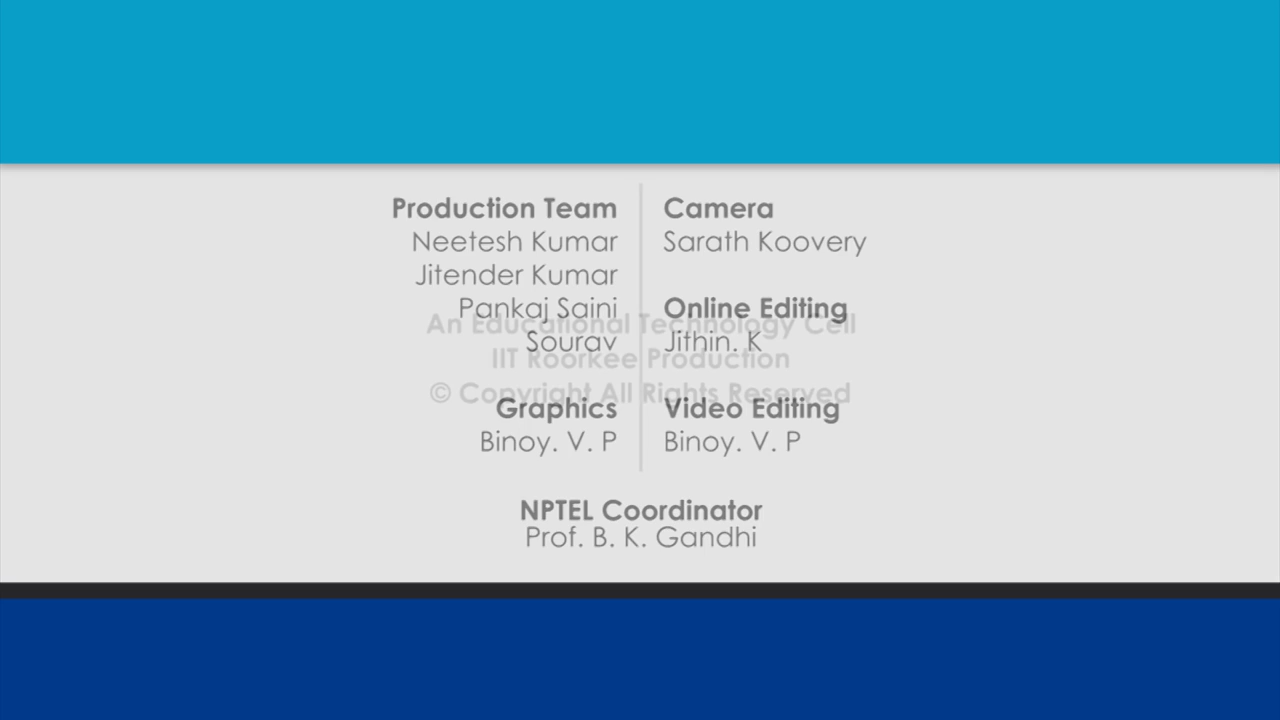 Production Team
Neetesh Kumar
Jitender Kumar
Pankaj Saini
Sourav
Camera
Sarath Koovery
Online Editing
Jithin. K
An Educational Technology Cell
IIT Roorkee Production
© Copyright All Rights Reserved
Graphics
Binoy. V. P
Video Editing
Binoy. V. P
NPTEL Coordinator
Prof. B. K. Gandhi